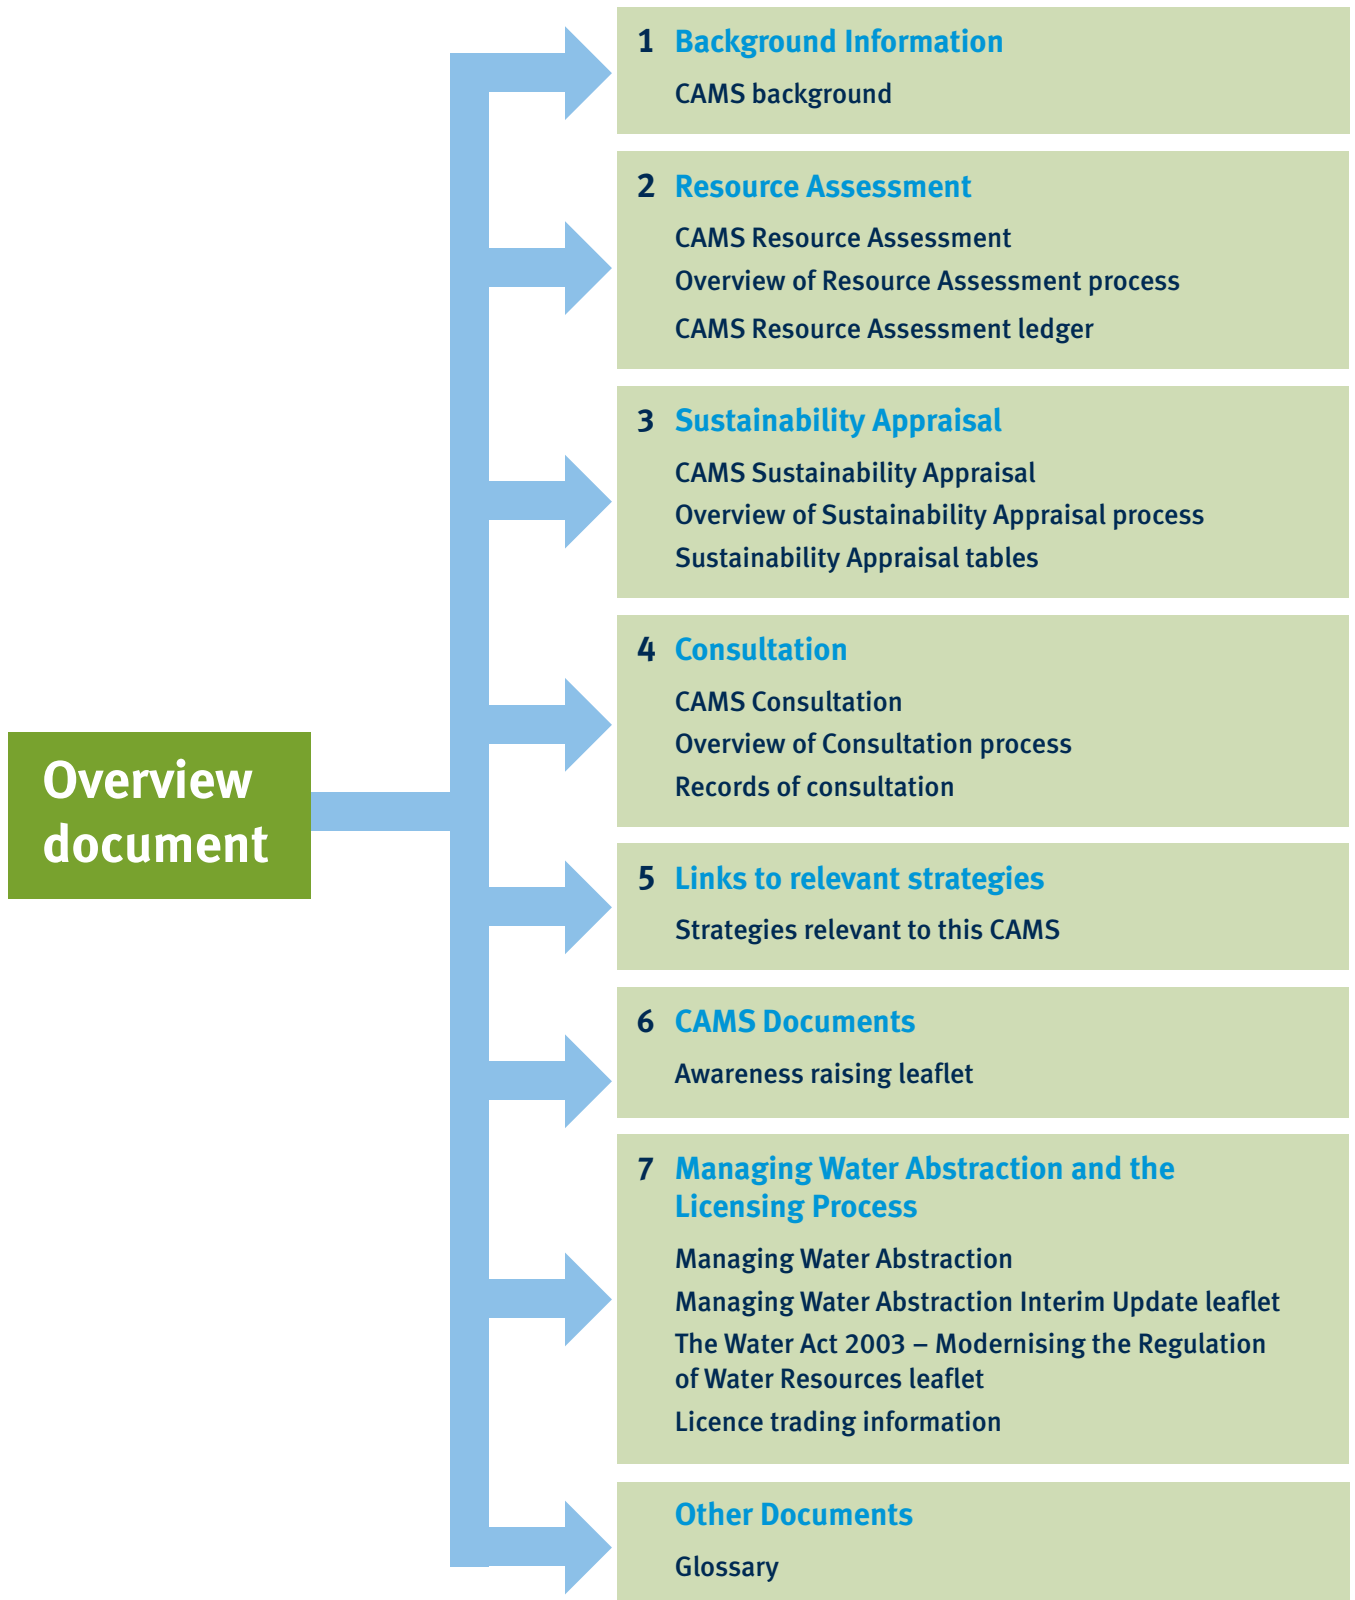 Overview
document
1 Background Information
CAMS background
2 Resource Assessment
CAMS Resource Assessment
Overview of Resource Assessment process
CAMS Resource Assessment ledger
3 Sustainability Appraisal
CAMS Sustainability Appraisal
Overview of Sustainability Appraisal process
Sustainability Appraisal tables
4 Consultation
CAMS Consultation
Overview of Consultation process
Records of consultation
5 Links to relevant strategies
Strategies relevant to this CAMS
6 CAMS Documents
Awareness raising leaflet
7 Managing Water Abstraction and the
Licensing Process
Managing Water Abstraction
Managing Water Abstraction Interim Update leaflet
The Water Act 2003 – Modernising the Regulation
of Water Resources leaflet
Licence trading information
Other Documents
Glossary